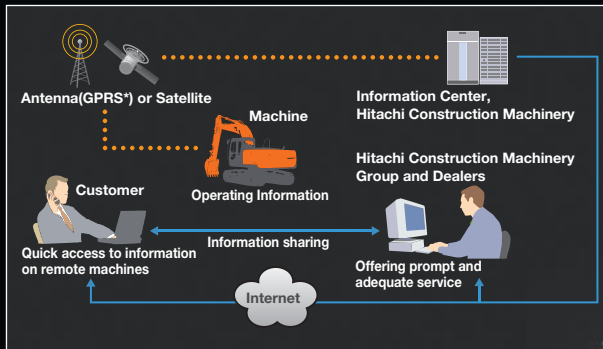 Antenna(GPRS*) or Satellite
Information Center,
Hitachi Construction Machinery
Machine
Operating Information
Hitachi Construction Machinery
Group and Dealers
Customer
Information sharing
Quick access to information
on remote machines
Offering prompt and
adequate service
Internet